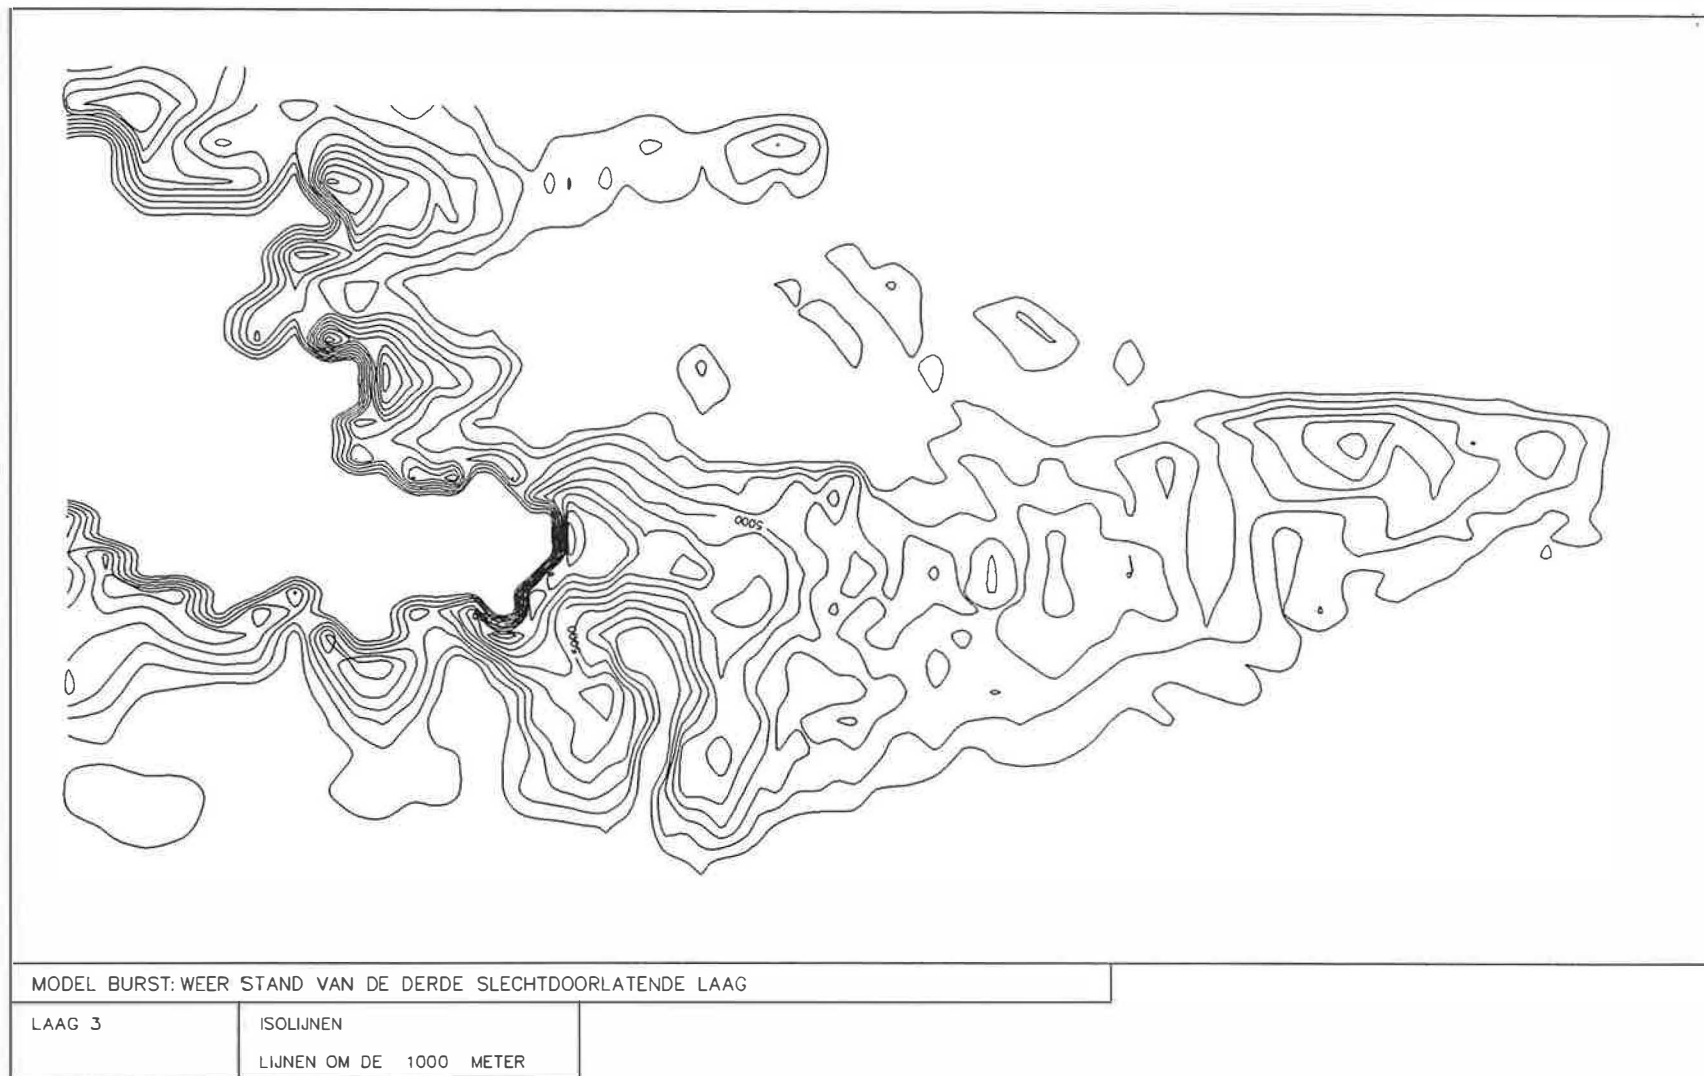 5000
5000
MODEL BURST: WEER STAND VAN DE DERDE SLECHTDOORLATENDE LAAG
LAAG 3
ISOLIJNEN
LIJNEN OM DE 1000 METER